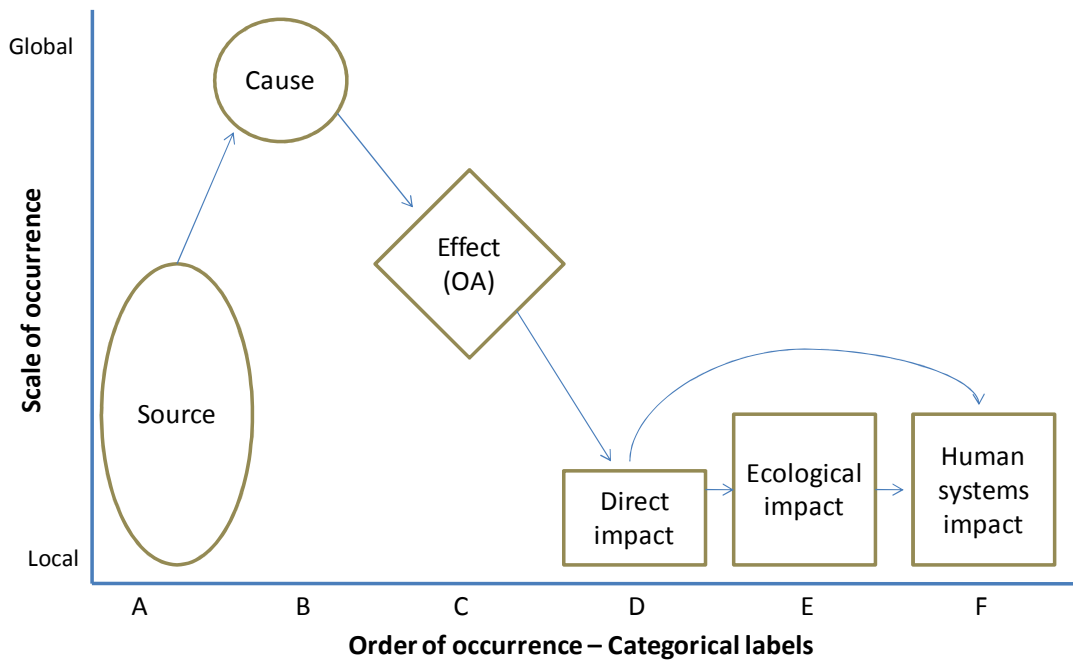 Global
Cause
Scale of occurrence
Effect
(OA)
Source
Direct
impact
Ecological
impact
Human
systems
impact
Local
A
B
C
D
E
F
Order of occurrence – Categorical labels